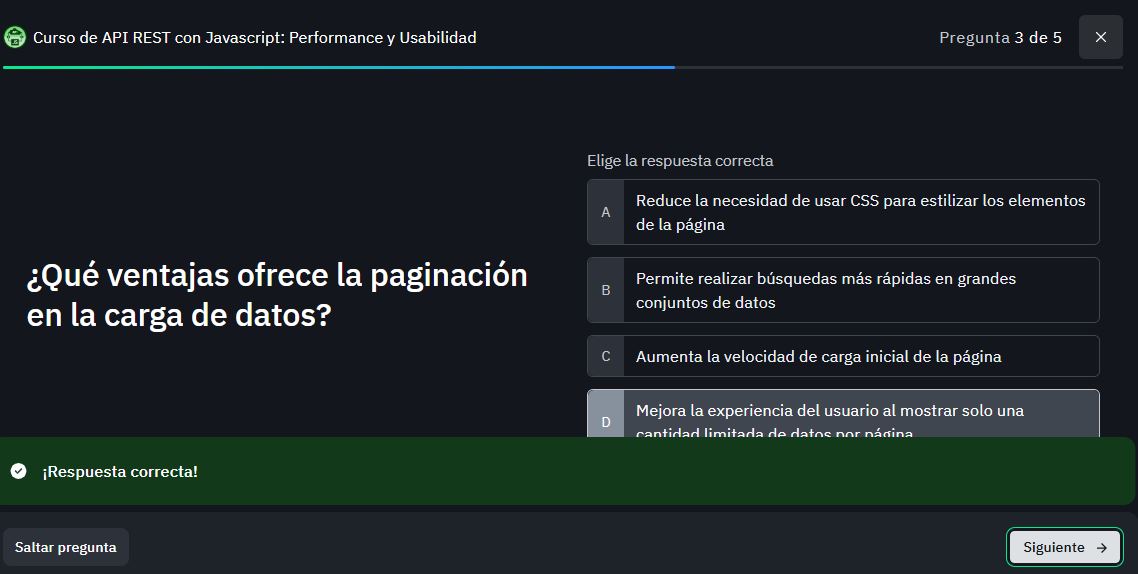 Curso de API REST con Javascript: Performance y Usabilidad
Pregunta 3 de 5
¿Qué ventajas ofrece la paginación
en la carga de datos?
Elige la respuesta correcta
A
Reduce la necesidad de usar CSS para estilizar los elementos
de la página
B
Permite realizar búsquedas más rápidas en grandes
conjuntos de datos
C
Aumenta la velocidad de carga inicial de la página
D
Mejora la experiencia del usuario al mostrar solo una
cantidad limitada de datos por página
¡Respuesta correcta!
Saltar pregunta
Siguiente →